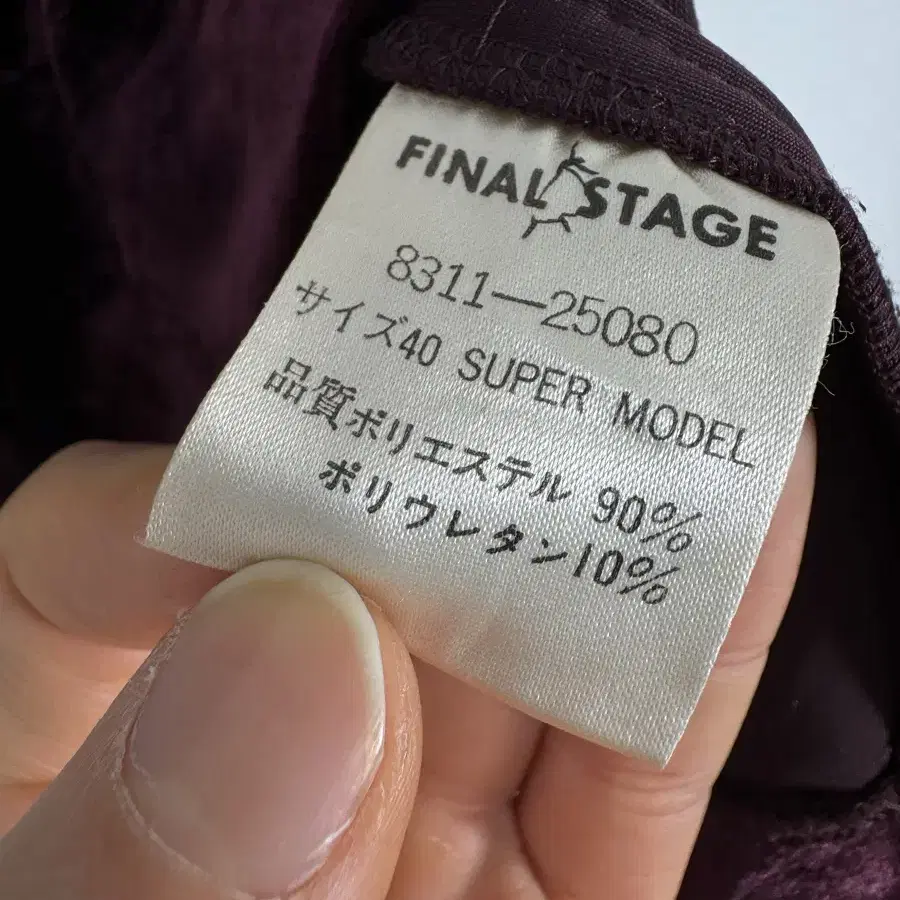 FINAL STAGE
8311—25080
サイズ40 SUPER MODEL
品質ポリエステル 90%
ポリウレタン10%